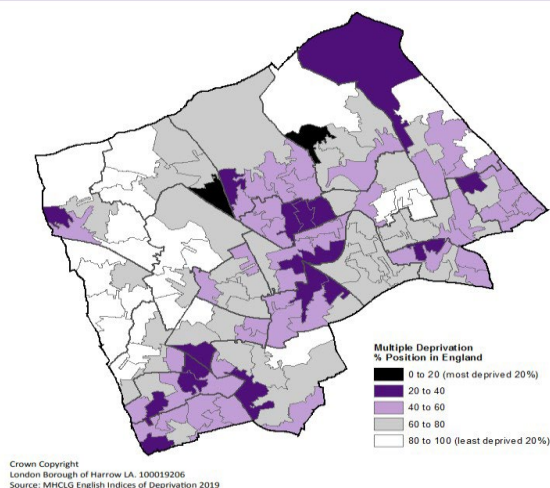 Multiple Deprivation
% Position in England
0 to 20 (most deprived 20%)
20 to 40
40 to 60
60 to 80
80 to 100 (least deprived 20%)
Crown Copyright
London Borough of Harrow LA. 100019206
Source: MHCLG English Indices of Deprivation 2019